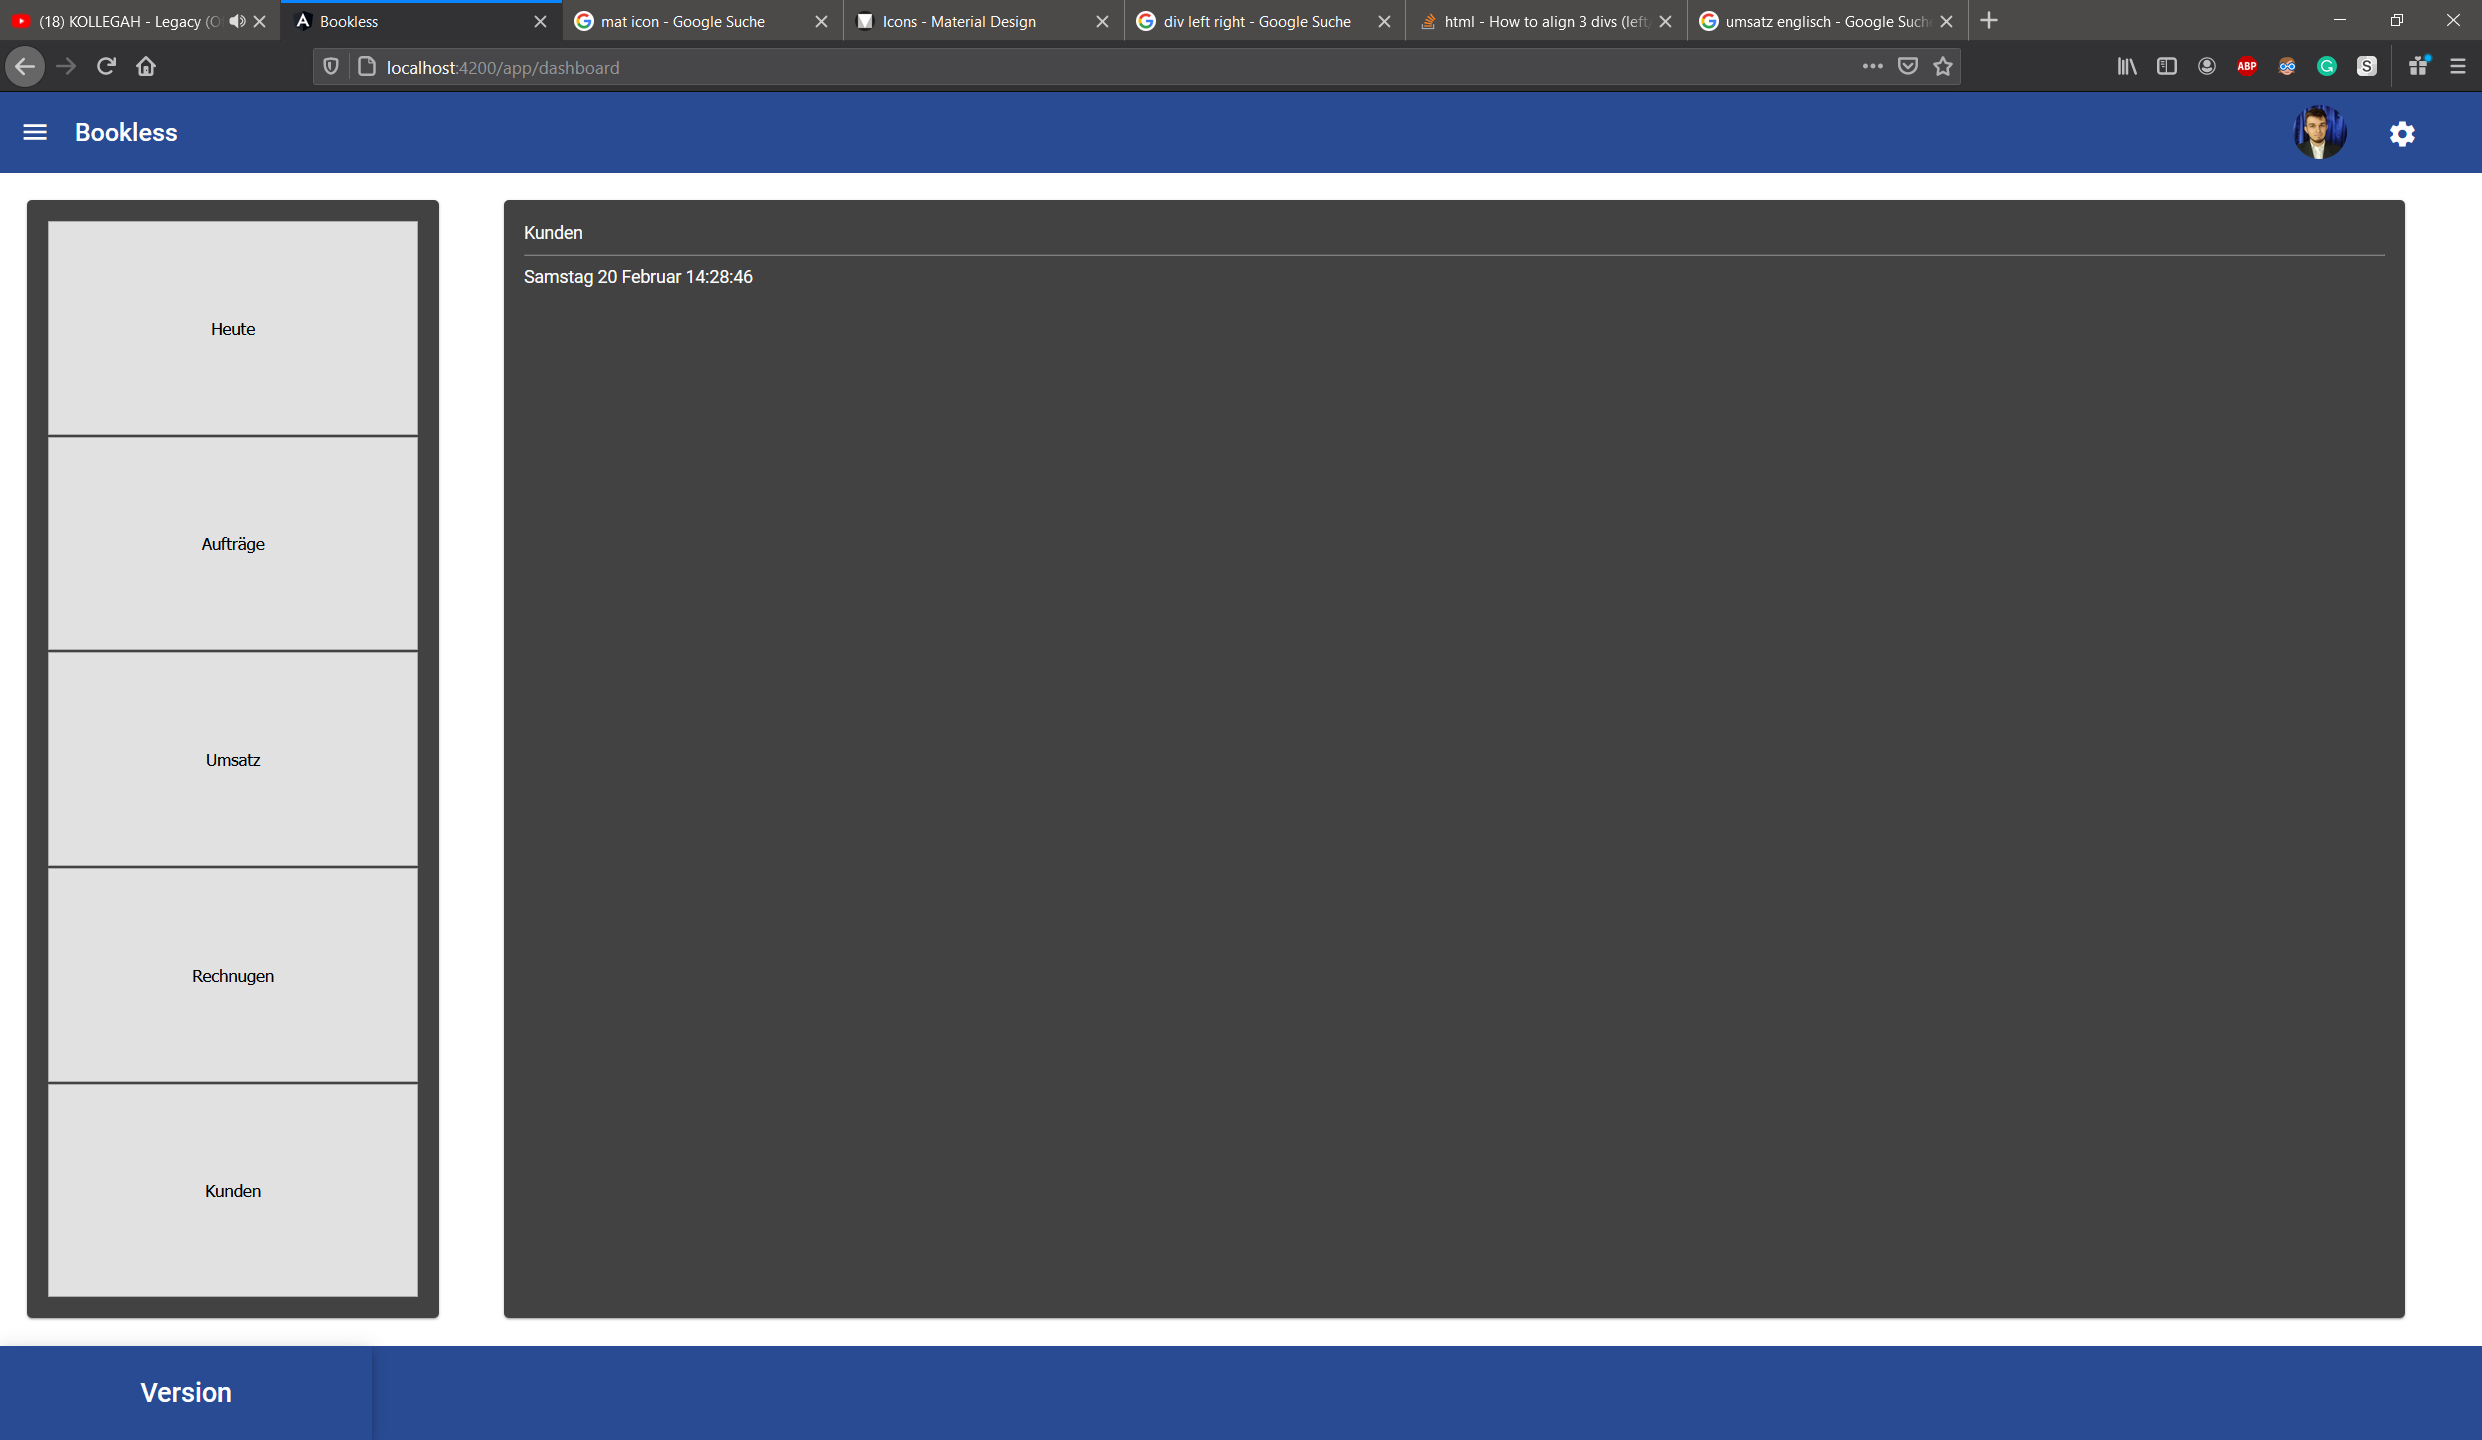 (18) KOLLEGAH - Legacy (O
Bookless
mat icon - Google Suche
Icons - Material Design
div left right - Google Suche
html - How to align 3 divs (left,
umsatz englisch - Google Suche
localhost:4200/app/dashboard
ABP
G
S
Bookless
Heute
Aufträge
Umsatz
Rechnugen
Kunden
Kunden
Samstag 20 Februar 14:28:46
Version